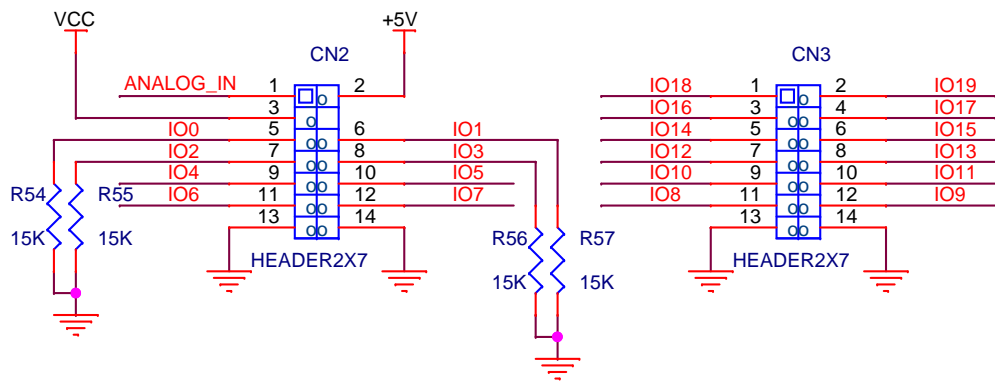 VCC
+5V
CN2
CN3
ANALOG_IN 1 2
IO18 1 2 IO19
3
IO16 3 4 IO17
IO0 5 6 IO1
IO14 5 6 IO15
IO2 7 8 IO3
IO12 7 8 IO13
IO4 9 10 IO5
IO10 9 10 IO11
IO6 11 12 IO7
IO8 11 12 IO9
13 14
13 14
R54 R55
15K 15K
HEADER2X7
R56 R57
15K 15K
HEADER2X7